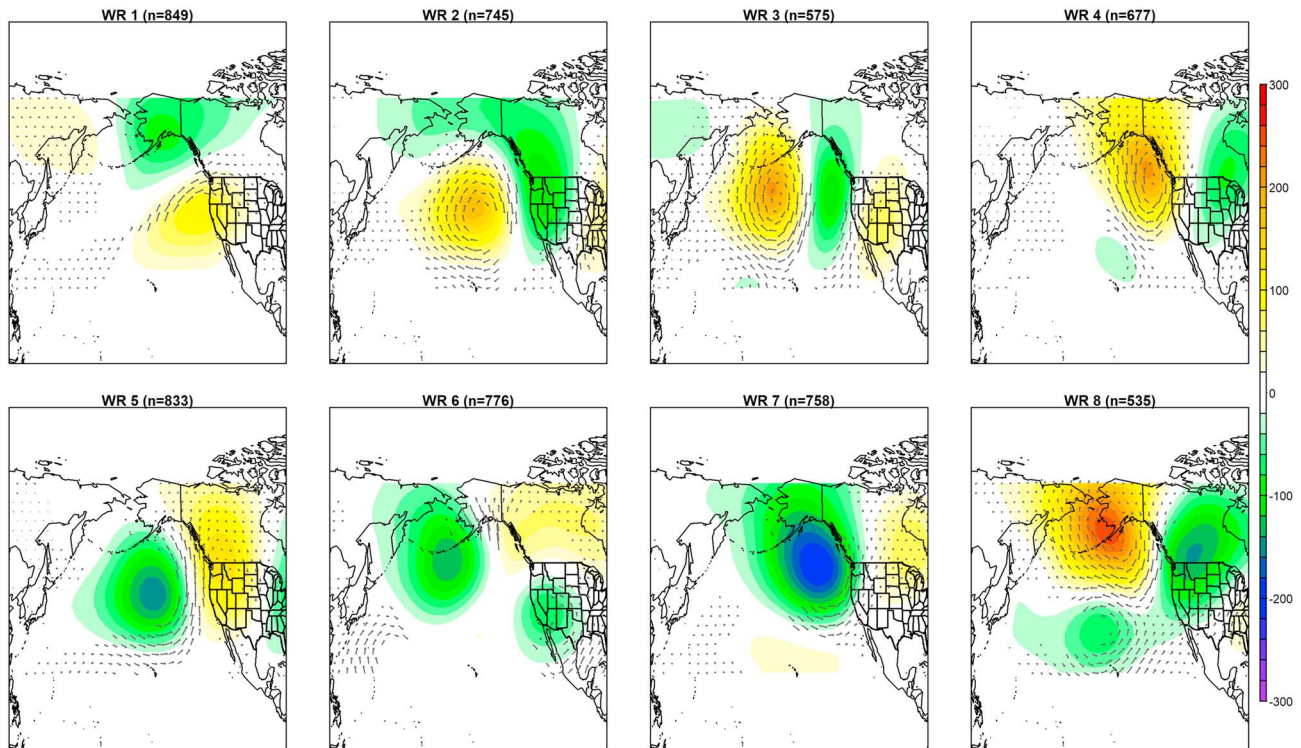 WR 1 (n=849)
WR 2 (n=745)
WR 3 (n=575)
WR 4 (n=677)
300
200
100
0
-100
-200
-300
WR 5 (n=833)
WR 6 (n=776)
WR 7 (n=758)
WR 8 (n=535)